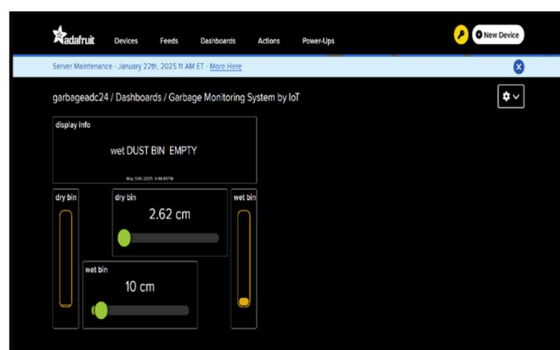 adafruit Devices Feeds Dashboards Actions Power-Ups New Device
Server Maintenance - January 22th, 2025 11 AM ET - More Here
garbageadc24 / Dashboards / Garbage Monitoring System by IoT
display info
wet DUST BIN EMPTY
dry bin
dry bin
2.62 cm
wet bin
wet bin
10 cm